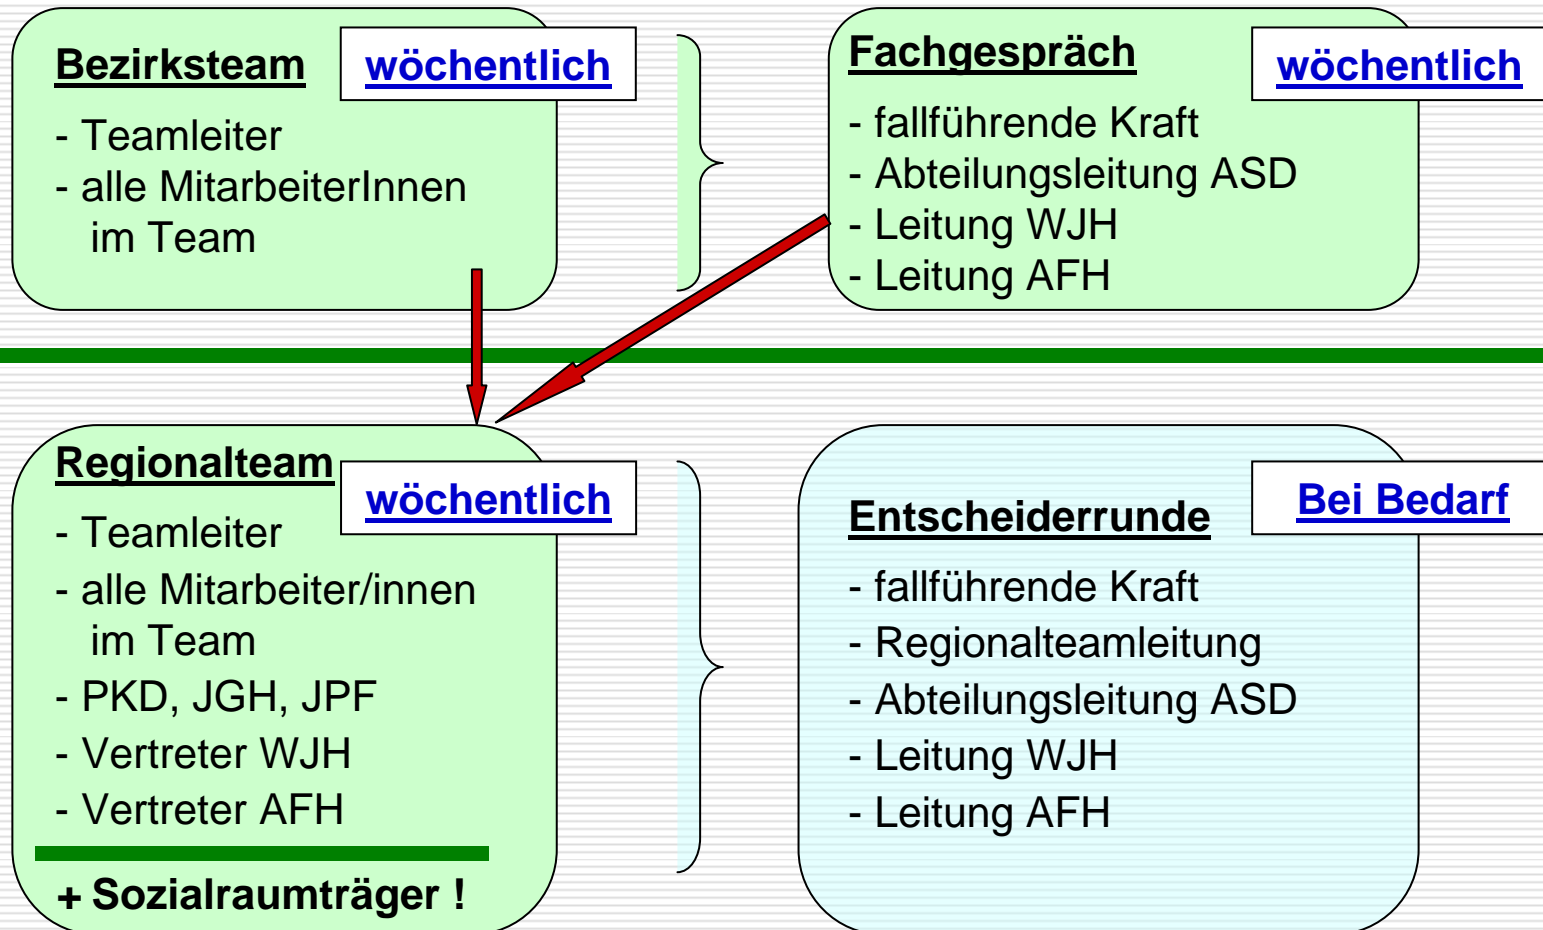 Bezirksteam
wöchentlich
- Teamleiter
- alle MitarbeiterInnen
im Team
Fachgespräch
wöchentlich
- fallführende Kraft
- Abteilungsleitung ASD
- Leitung WJH
- Leitung AFH
Regionalteam
wöchentlich
- Teamleiter
- alle Mitarbeiter/innen
im Team
- PKD, JGH, JPF
- Vertreter WJH
- Vertreter AFH
+ Sozialraumträger !
Entscheiderrunde
Bei Bedarf
- fallführende Kraft
- Regionalteamleitung
- Abteilungsleitung ASD
- Leitung WJH
- Leitung AFH